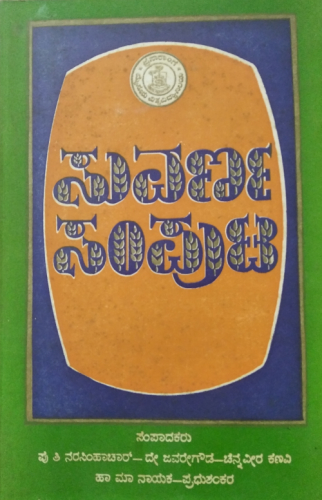 ಸುವರ್ಣ
ಸಂಪುಟ
ಸಂಪಾದಕರು
ಪು ತಿ ನರಸಿಂಹಾಚಾರ್—ದೇ ಜವರೇಗೌಡ—ಚೆನ್ನವೀರ ಕಣವಿ
ಹಾ ಮಾ ನಾಯಕ—ಪ್ರಭುಶಂಕರ